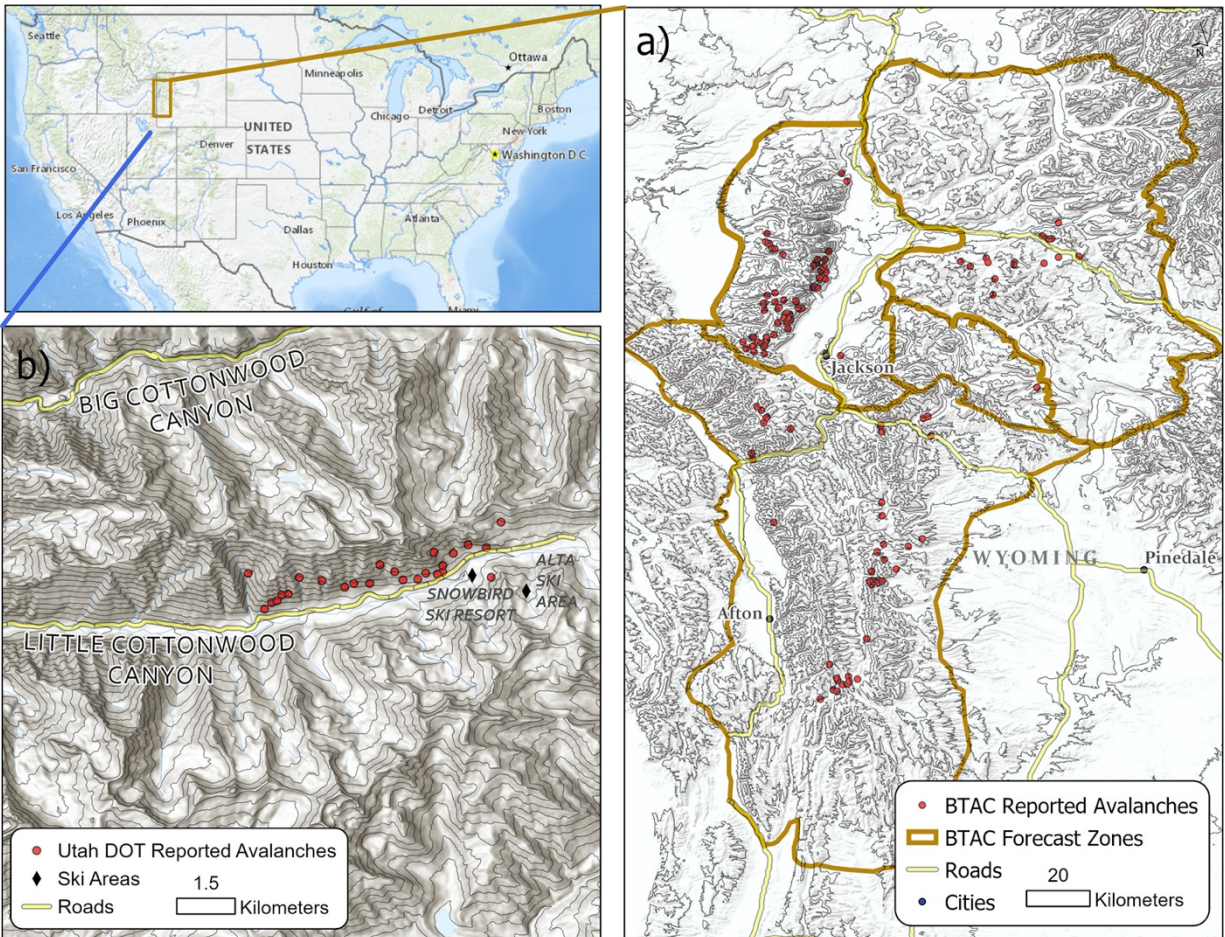 Seattle
Ottawa
Minneapolis
Detroit
Boston
Chicago
UNITED
STATES
New York
Denver
Washington D.C.
San Francisco
Los Angeles
Phoenix
Atlanta
Dallas
Houston
Gulf of
Miami
a)
N
Jackson
WYOMING
Pinedale
Afton
BTAC Reported Avalanches
BTAC Forecast Zones
Roads
Cities
20
Kilometers
b)
BIG COTTONWOOD
CANYON
ALTA
SKI
AREA
SNOWBIRD
SKI RESORT
LITTLE COTTONWOOD
CANYON
Utah DOT Reported Avalanches
Ski Areas
1.5
Roads
Kilometers